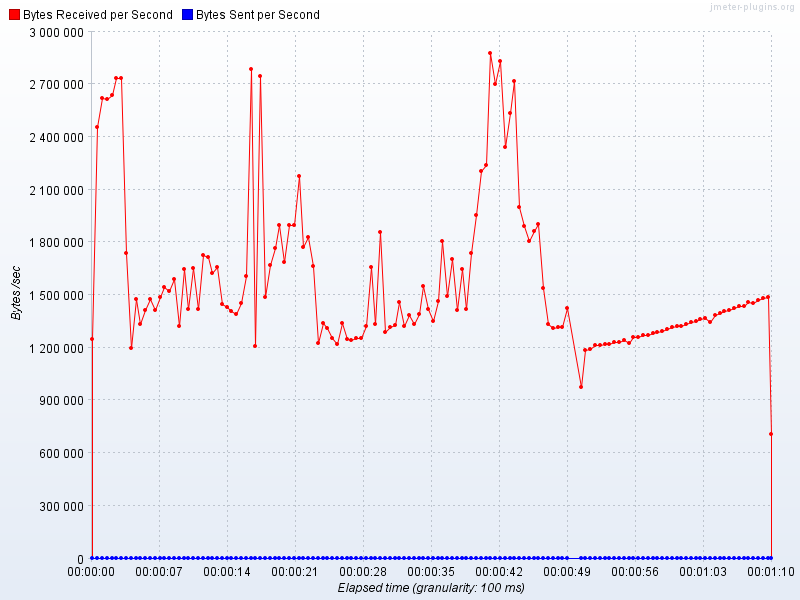 jmeter-plugins.org
Bytes Received per Second Bytes Sent per Second
3 000 000
2 700 000
2 400 000
2 100 000
1 800 000
1 500 000
1 200 000
900 000
600 000
300 000
0
Bytes /sec
00:00:00 00:00:07 00:00:14 00:00:21 00:00:28 00:00:35 00:00:42 00:00:49 00:00:56 00:01:03 00:01:10
Elapsed time (granularity: 100 ms)